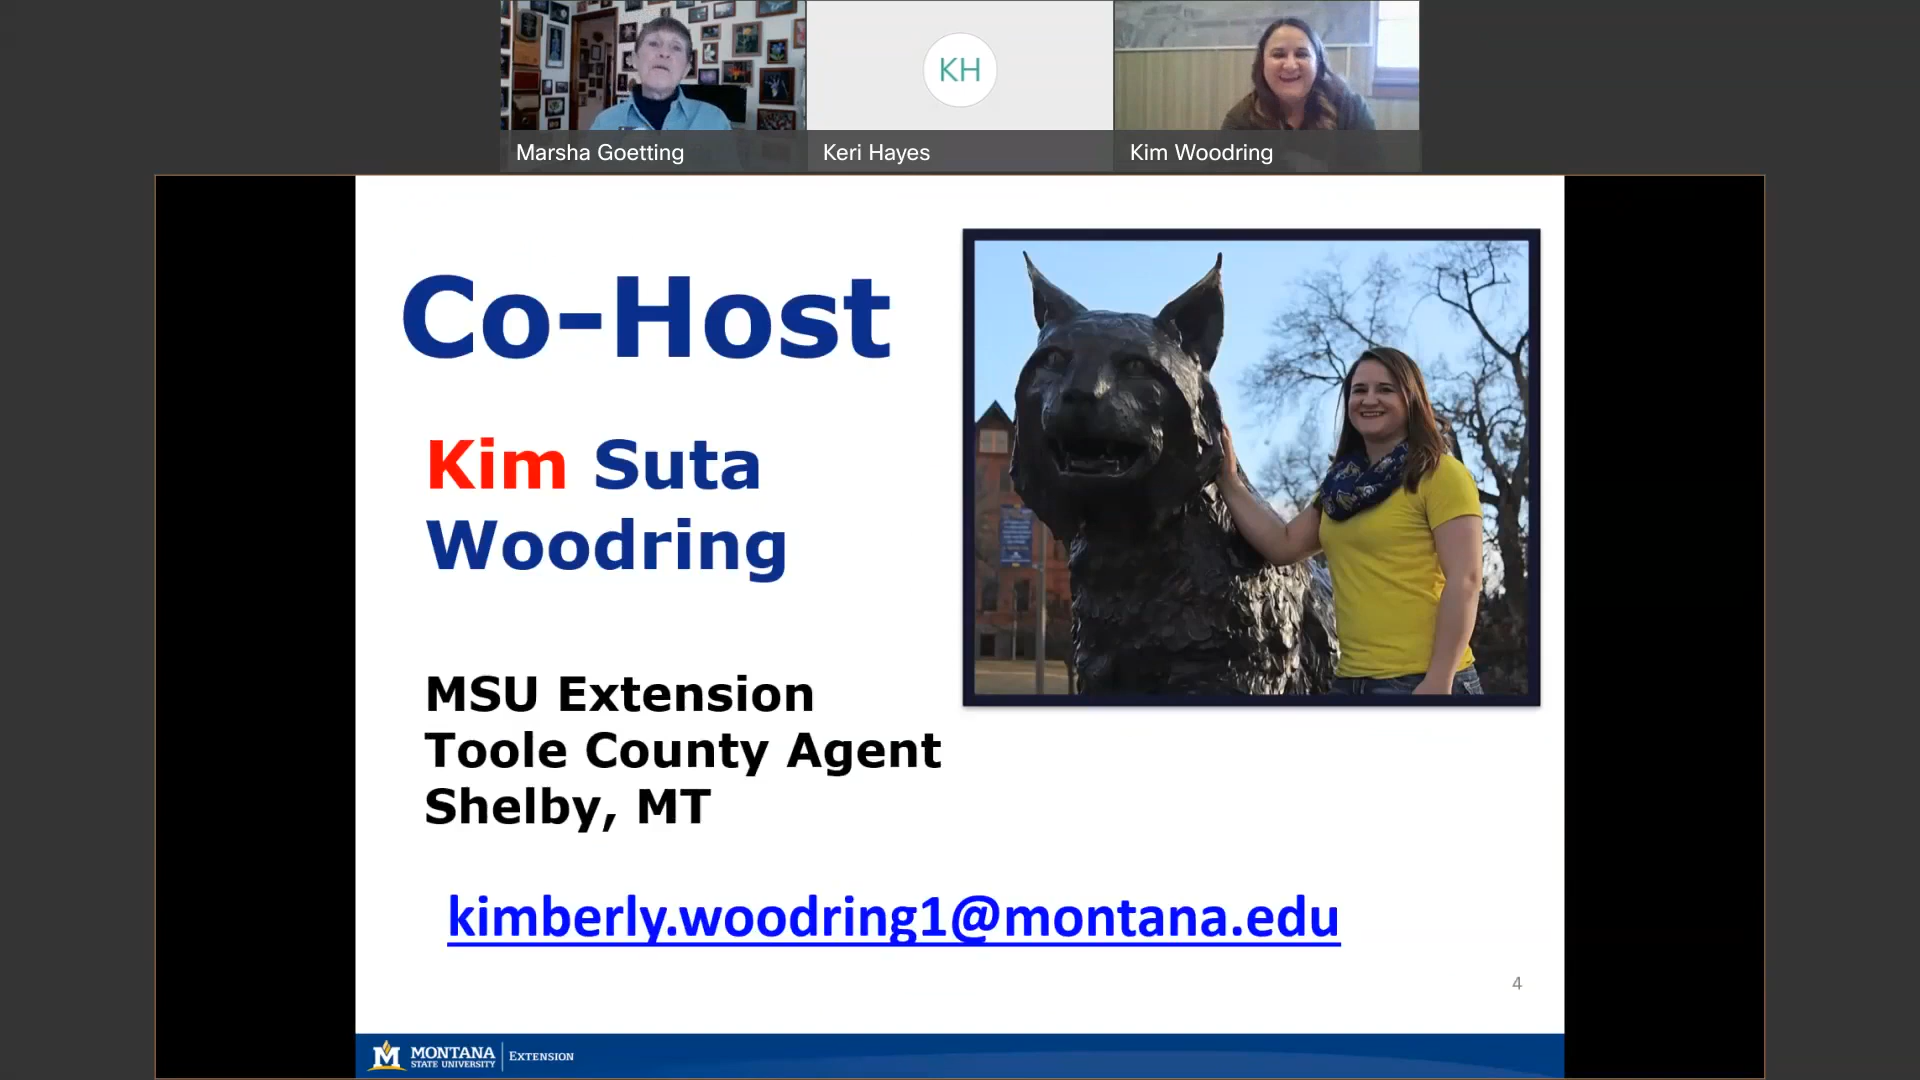 Marsha Goetting
KH
Keri Hayes
Kim Woodring
Co-Host
Kim Suta
Woodring
MSU Extension
Toole County Agent
Shelby, MT
kimberly.woodring1@montana.edu
4
M MONTANA
STATE UNIVERSITY
EXTENSION